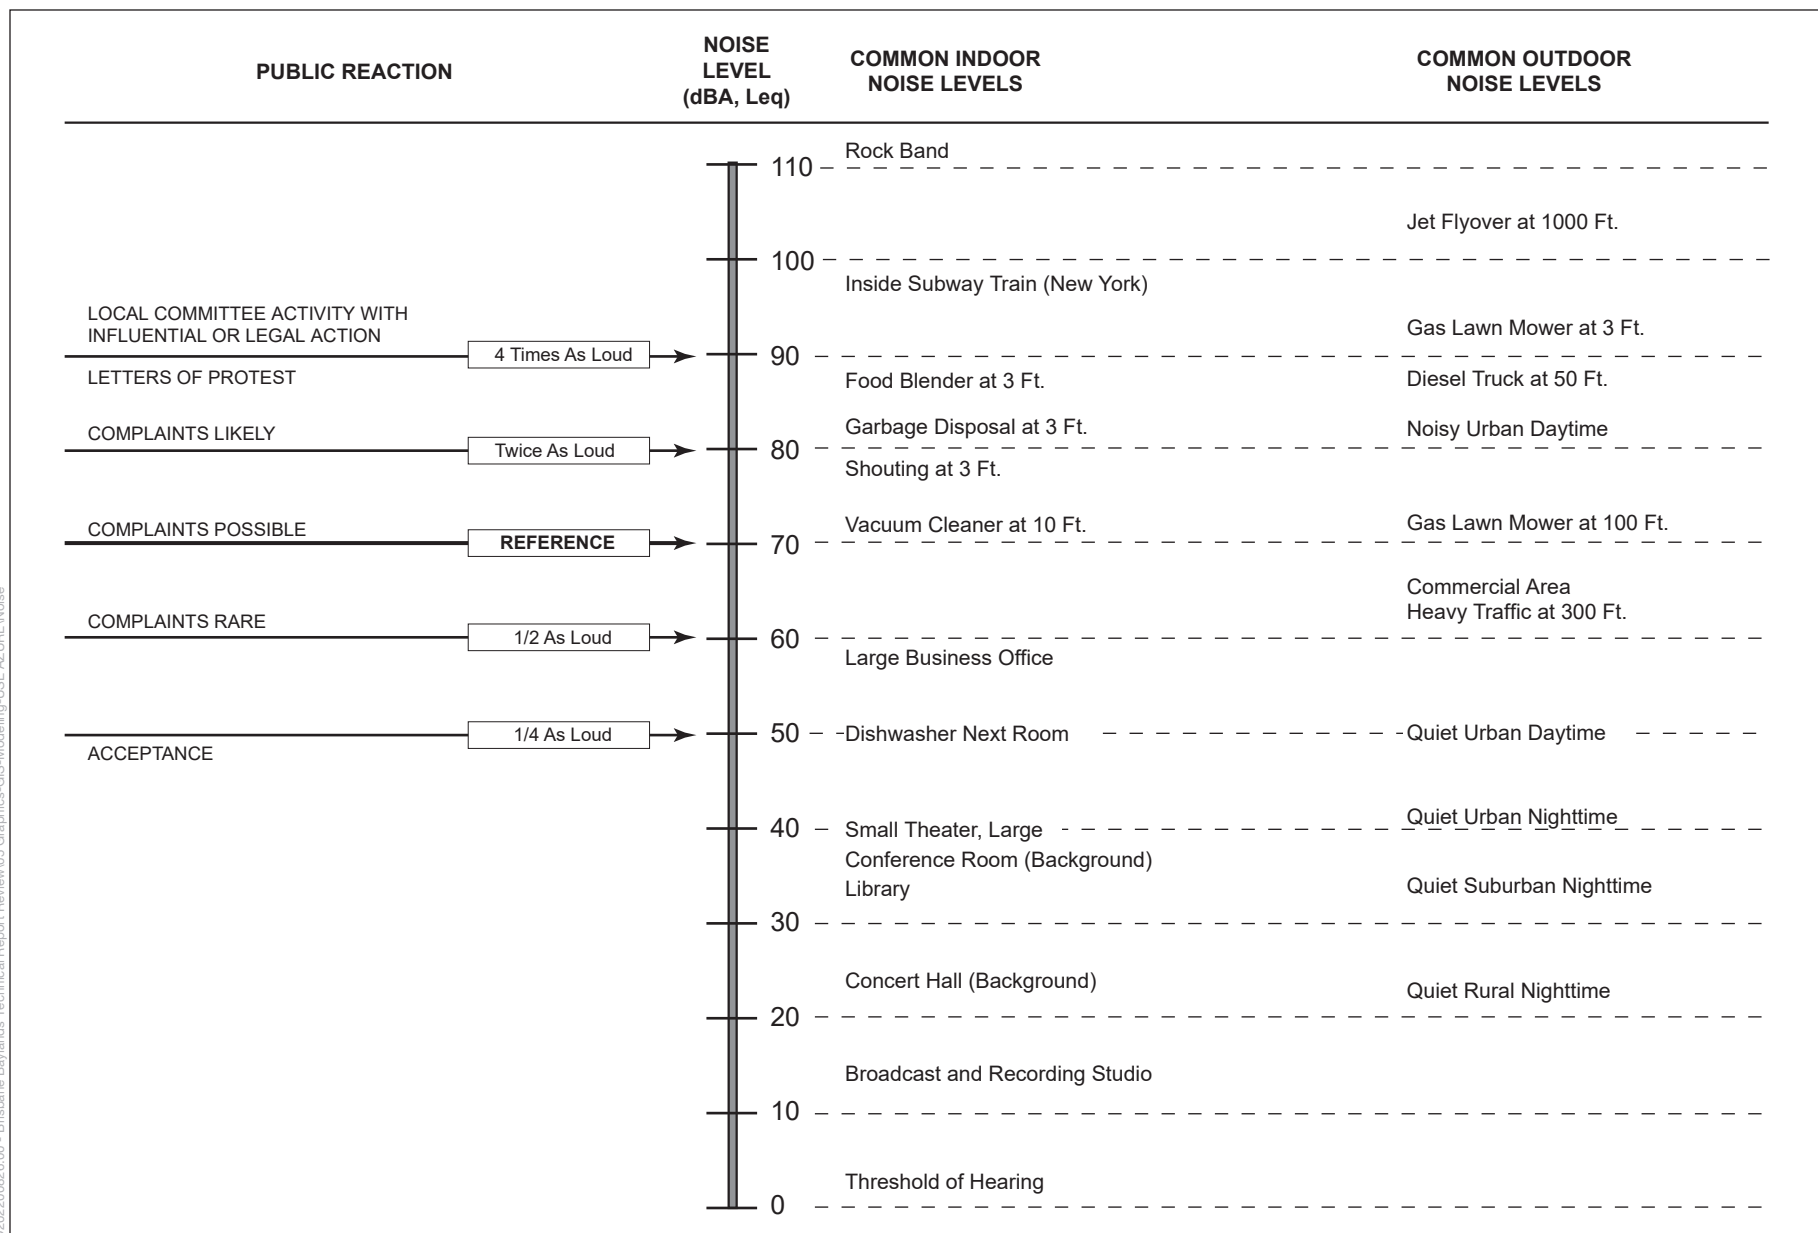 PUBLIC REACTION
NOISE
LEVEL
(dBA, Leq)
COMMON INDOOR
NOISE LEVELS
COMMON OUTDOOR
NOISE LEVELS
110
Rock Band
Jet Flyover at 1000 Ft.
100
Inside Subway Train (New York)
LOCAL COMMITTEE ACTIVITY WITH
INFLUENTIAL OR LEGAL ACTION
Gas Lawn Mower at 3 Ft.
4 Times As Loud
90
LETTERS OF PROTEST
Food Blender at 3 Ft.
Diesel Truck at 50 Ft.
COMPLAINTS LIKELY
Garbage Disposal at 3 Ft.
Noisy Urban Daytime
Twice As Loud
80
Shouting at 3 Ft.
COMPLAINTS POSSIBLE
Vacuum Cleaner at 10 Ft.
Gas Lawn Mower at 100 Ft.
REFERENCE
70
Commercial Area
Heavy Traffic at 300 Ft.
COMPLAINTS RARE
1/2 As Loud
60
Large Business Office
1/4 As Loud
50
Dishwasher Next Room
Quiet Urban Daytime
ACCEPTANCE
40
Small Theater, Large
Conference Room (Background)
Library
Quiet Urban Nighttime
Quiet Suburban Nighttime
30
Concert Hall (Background)
Quiet Rural Nighttime
20
Broadcast and Recording Studio
10
Threshold of Hearing
0